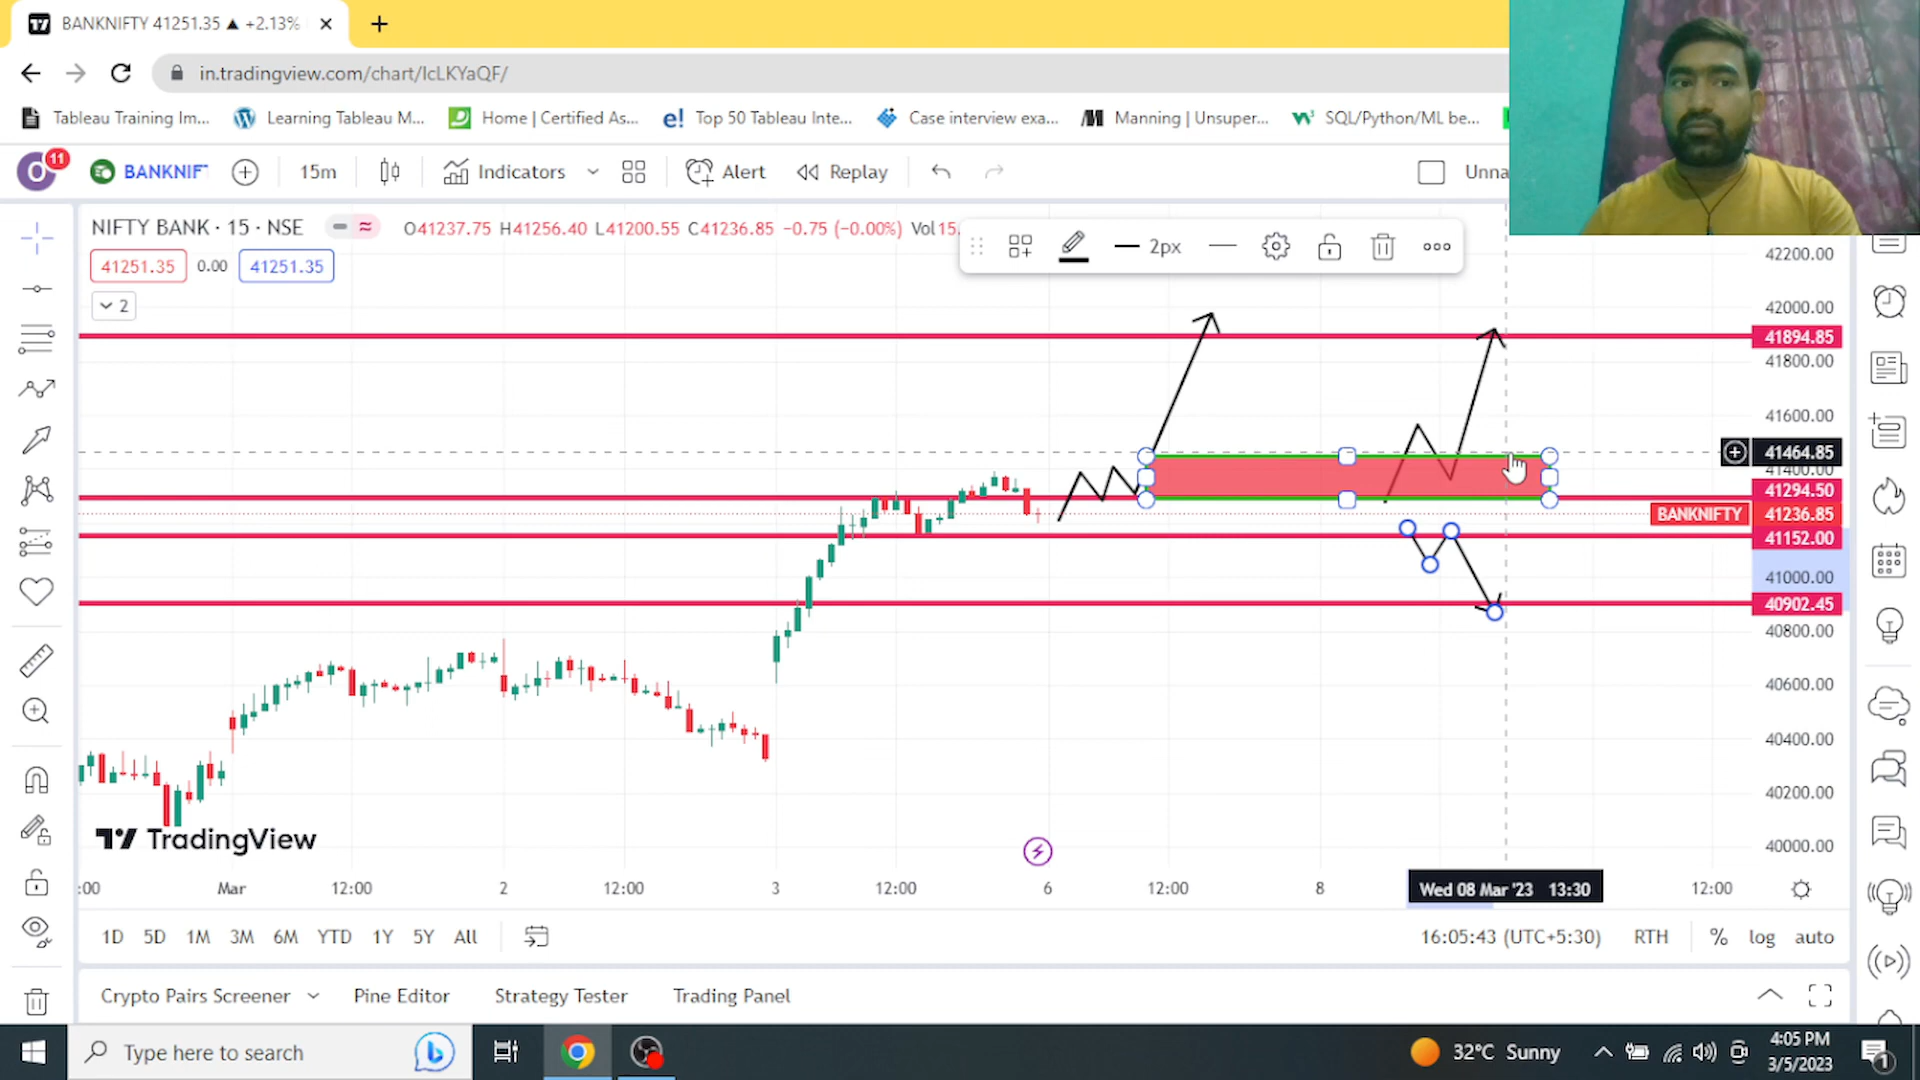 BANKNIFTY 41251.35 ▲ +2.13%
in.tradingview.com/chart/IcLKYaQF/
Tableau Training Im... Learning Tableau M... Home | Certified As... e! Top 50 Tableau Inte... Case interview exa... Manning | Unsuper... SQL/Python/ML be...
O 11 BANKNIF 15m Indicators Alert Replay Unna
NIFTY BANK · 15 · NSE O41237.75 H41256.40 L41200.55 C41236.85 −0.75 (−0.00%) Vol15.
2px
41251.35 0.00 41251.35
2
42200.00
42000.00
41894.85
41800.00
41600.00
41464.85
41400.00
41294.50
BANKNIFTY 41236.85
41152.00
41000.00
40902.45
40800.00
40600.00
40400.00
40200.00
40000.00
TradingView
:00 Mar 12:00 2 12:00 3 12:00 6 12:00 8 Wed 08 Mar '23 13:30 12:00
1D 5D 1M 3M 6M YTD 1Y 5Y All 16:05:43 (UTC+5:30) RTH % log auto
Crypto Pairs Screener Pine Editor Strategy Tester Trading Panel
Type here to search 32°C Sunny 4:05 PM
3/5/2023
1